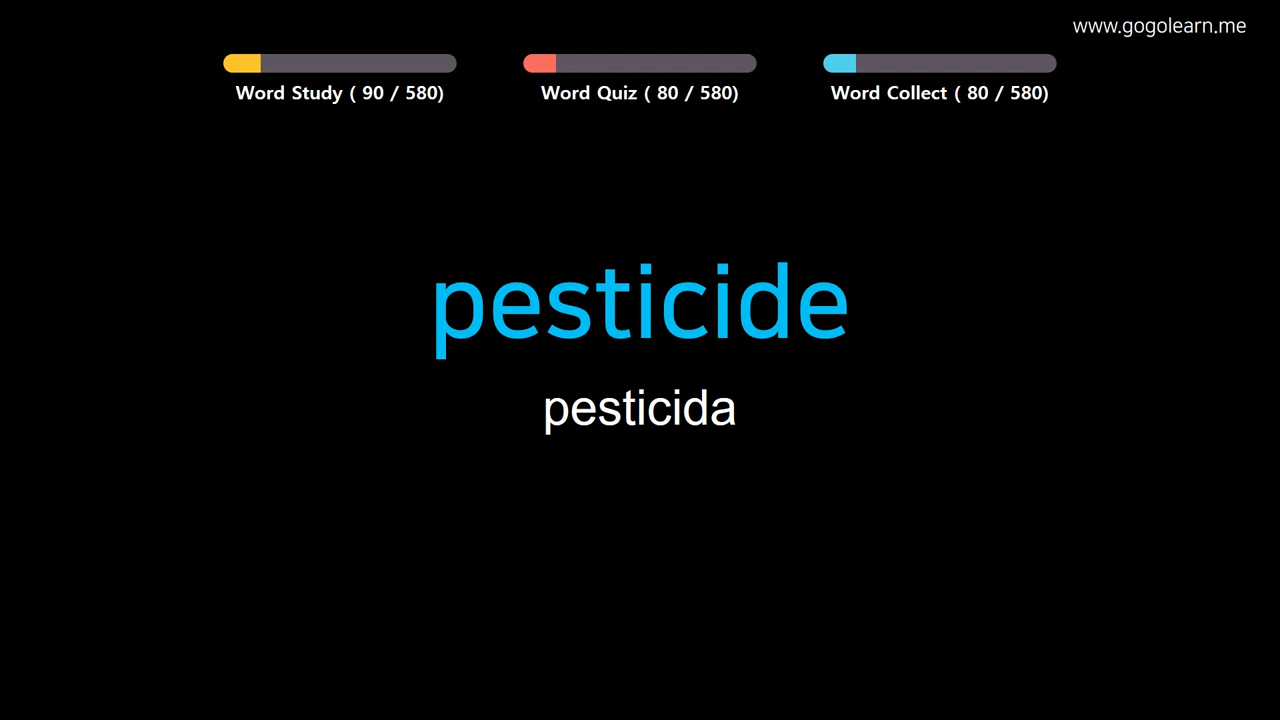 www.gogolearn.me
Word Study ( 90 / 580)
Word Quiz ( 80 / 580)
Word Collect ( 80 / 580)
pesticide
pesticida